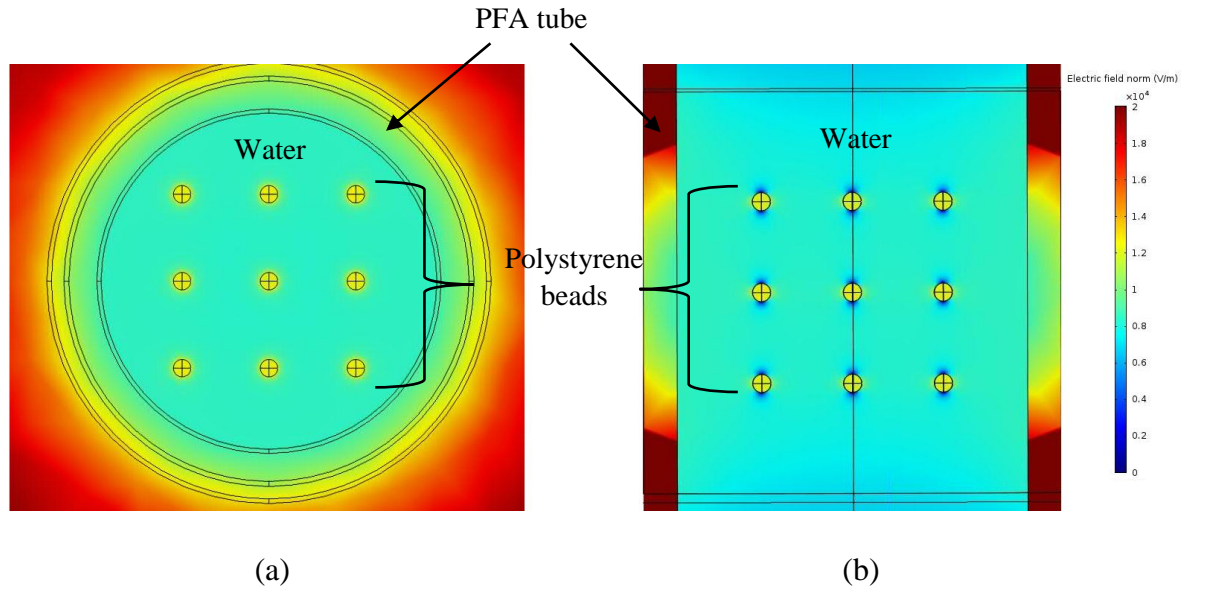 PFA tube
Electric field norm (V/m)
×10⁴
Water
Water
Polystyrene
beads
2
1.8
1.6
1.4
1.2
1
0.8
0.6
0.4
0.2
0
(a)
(b)